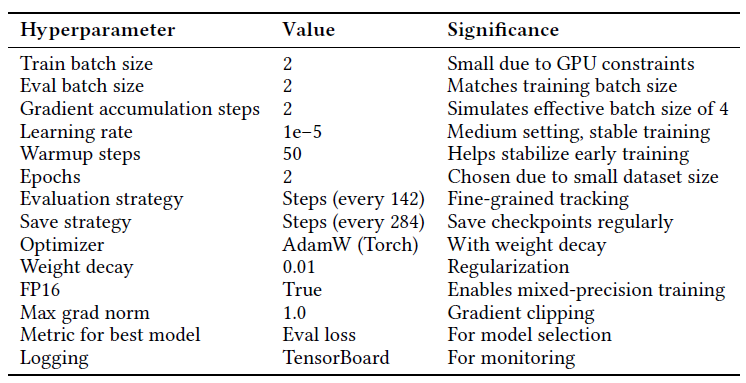 Hyperparameter Value Significance
Train batch size 2 Small due to GPU constraints
Eval batch size 2 Matches training batch size
Gradient accumulation steps 2 Simulates effective batch size of 4
Learning rate 1e−5 Medium setting, stable training
Warmup steps 50 Helps stabilize early training
Epochs 2 Chosen due to small dataset size
Evaluation strategy Steps (every 142) Fine-grained tracking
Save strategy Steps (every 284) Save checkpoints regularly
Optimizer AdamW (Torch) With weight decay
Weight decay 0.01 Regularization
FP16 True Enables mixed-precision training
Max grad norm 1.0 Gradient clipping
Metric for best model Eval loss For model selection
Logging TensorBoard For monitoring